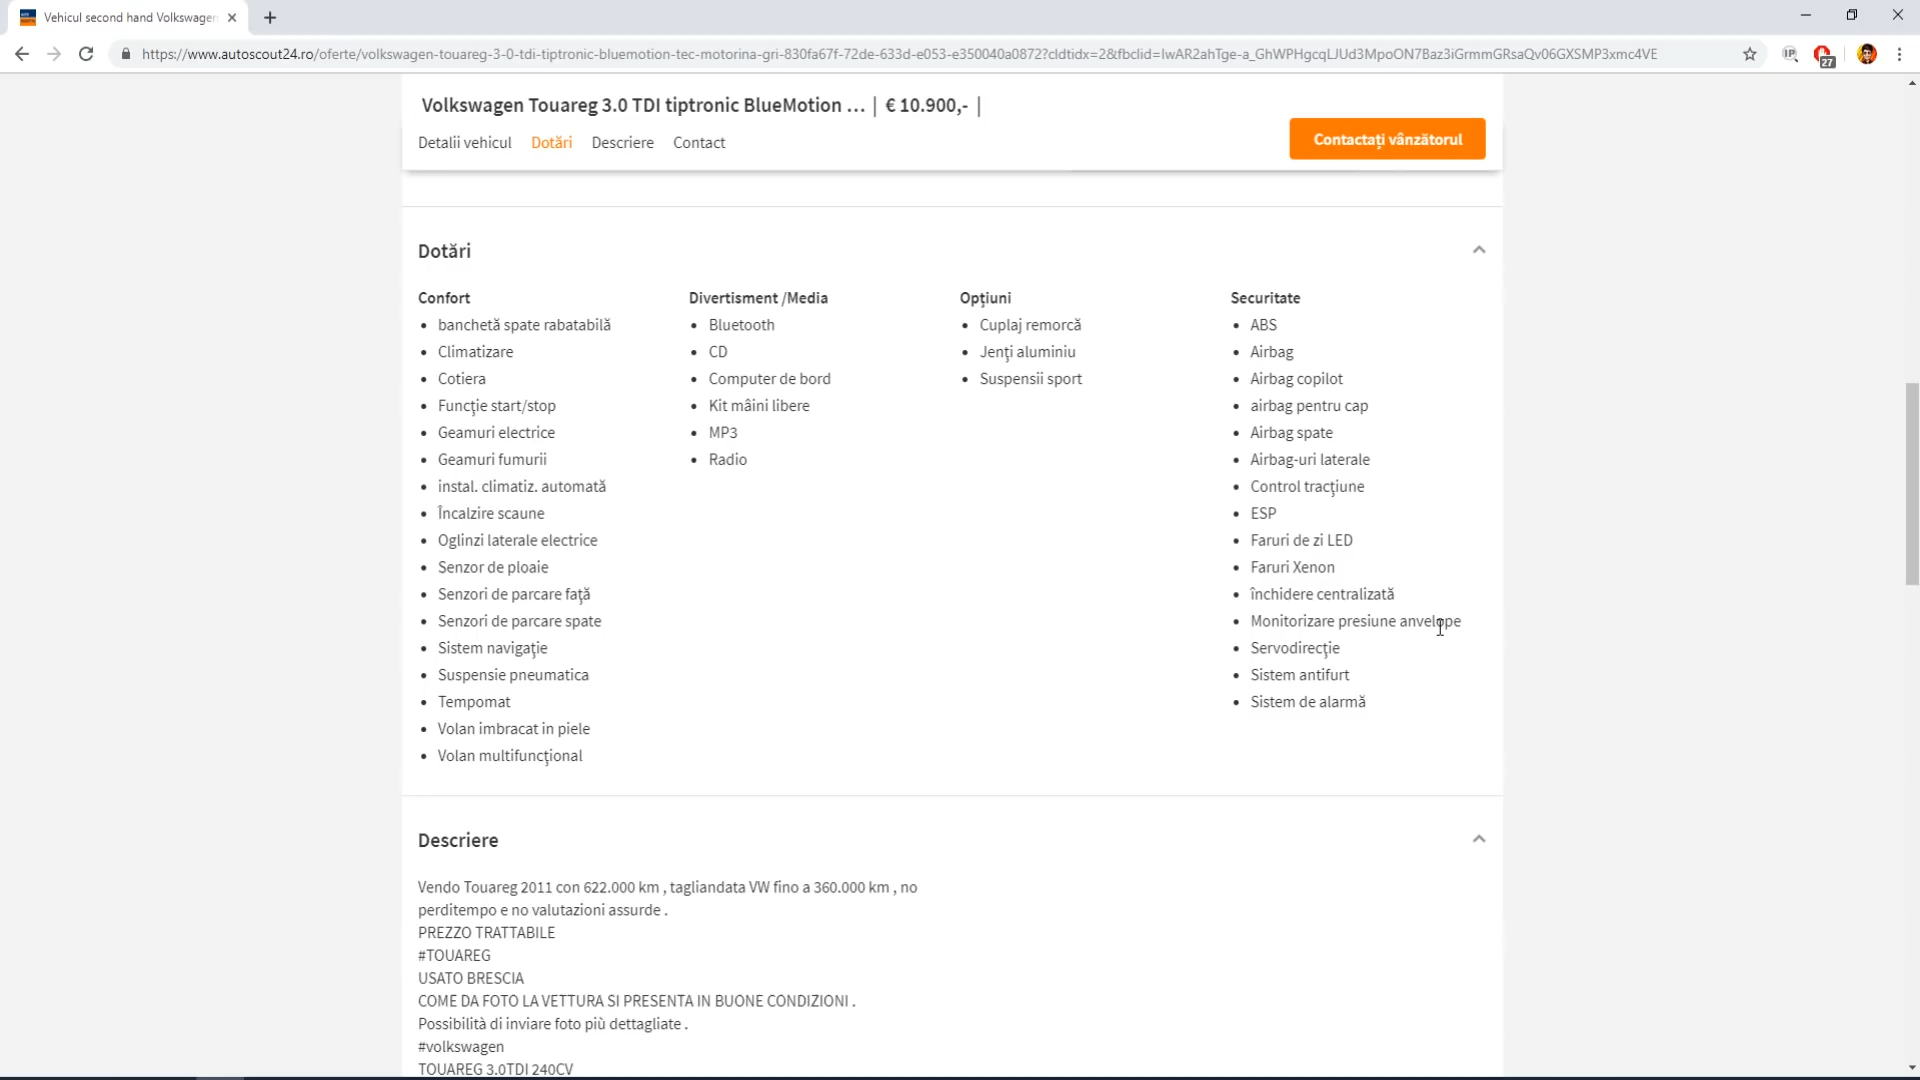 Vehicul second hand Volkswagen
https://www.autoscout24.ro/oferte/volkswagen-touareg-3-0-tdi-tiptronic-bluemotion-tec-motorina-gri-830fa67f-72de-633d-e053-e350040a0872?cldtidx=2&fbclid=IwAR2ahTge-a_GhWPHgcqLJUd3MpoON7Baz3iGrmmGRsaQv06GXSMP3xmc4VE
IP
27
Volkswagen Touareg 3.0 TDI tiptronic BlueMotion ... | € 10.900,- |
Detalii vehicul Dotări Descriere Contact
Contactați vânzătorul
Dotări
Confort
banchetă spate rabatabilă
Climatizare
Cotiera
Funcţie start/stop
Geamuri electrice
Geamuri fumurii
instal. climatiz. automată
Încalzire scaune
Oglinzi laterale electrice
Senzor de ploaie
Senzori de parcare faţă
Senzori de parcare spate
Sistem navigaţie
Suspensie pneumatica
Tempomat
Volan imbracat in piele
Volan multifuncţional
Divertisment /Media
Bluetooth
CD
Computer de bord
Kit mâini libere
MP3
Radio
Opțiuni
Cuplaj remorcă
Jenţi aluminiu
Suspensii sport
Securitate
ABS
Airbag
Airbag copilot
airbag pentru cap
Airbag spate
Airbag-uri laterale
Control tracţiune
ESP
Faruri de zi LED
Faruri Xenon
închidere centralizată
Monitorizare presiune anvelope
Servodirecţie
Sistem antifurt
Sistem de alarmă
Descriere
Vendo Touareg 2011 con 622.000 km , tagliandata VW fino a 360.000 km , no
perditempo e no valutazioni assurde .
PREZZO TRATTABILE
#TOUAREG
USATO BRESCIA
COME DA FOTO LA VETTURA SI PRESENTA IN BUONE CONDIZIONI .
Possibilità di inviare foto più dettagliate .
#volkswagen
TOUAREG 3.0TDI 240CV